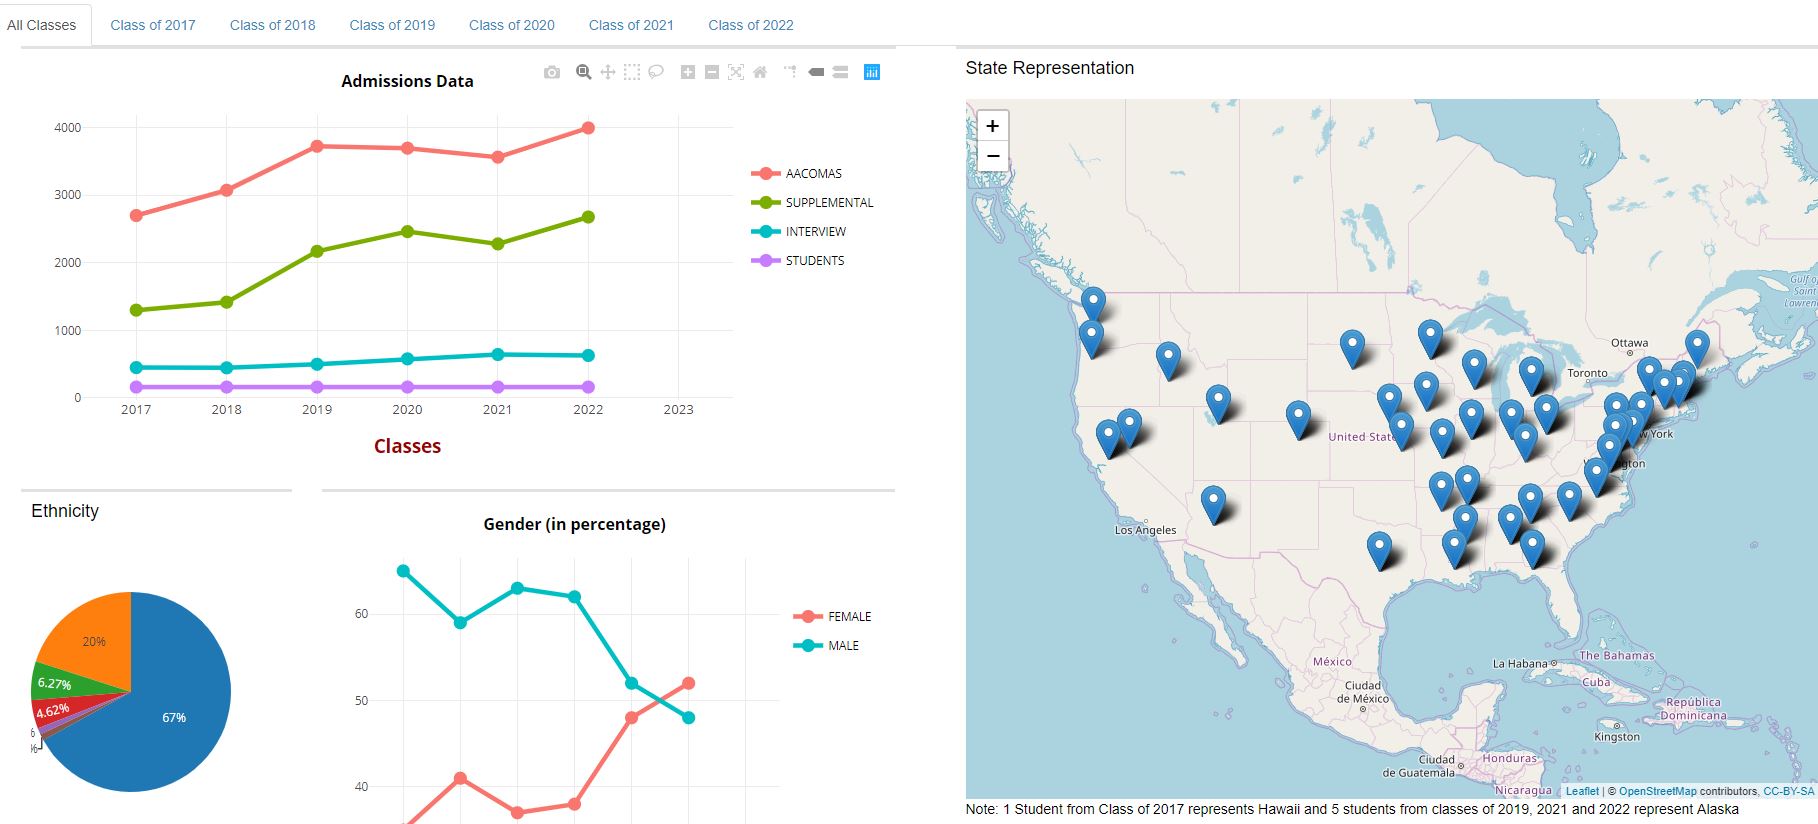 All Classes
Class of 2017
Class of 2018
Class of 2019
Class of 2020
Class of 2021
Class of 2022
Admissions Data
4000
3000
2000
1000
0
2017
2018
2019
2020
2021
2022
2023
Classes
AACOMAS
SUPPLEMENTAL
INTERVIEW
STUDENTS
Ethnicity
20%
6.27%
4.62%
67%
%
%
Gender (in percentage)
60
50
40
FEMALE
MALE
State Representation
+
−
Ottawa
Toronto
Gulf of
Saint
Lawren
United State
w York
ngton
Los Angeles
México
Ciudad
de México
La Habana
The Bahamas
Cuba
República
Dominicana
Kingston
Ciudad
de Guatemala
Honduras
Nicaragua
Leaflet | © OpenStreetMap contributors, CC-BY-SA
Note: 1 Student from Class of 2017 represents Hawaii and 5 students from classes of 2019, 2021 and 2022 represent Alaska